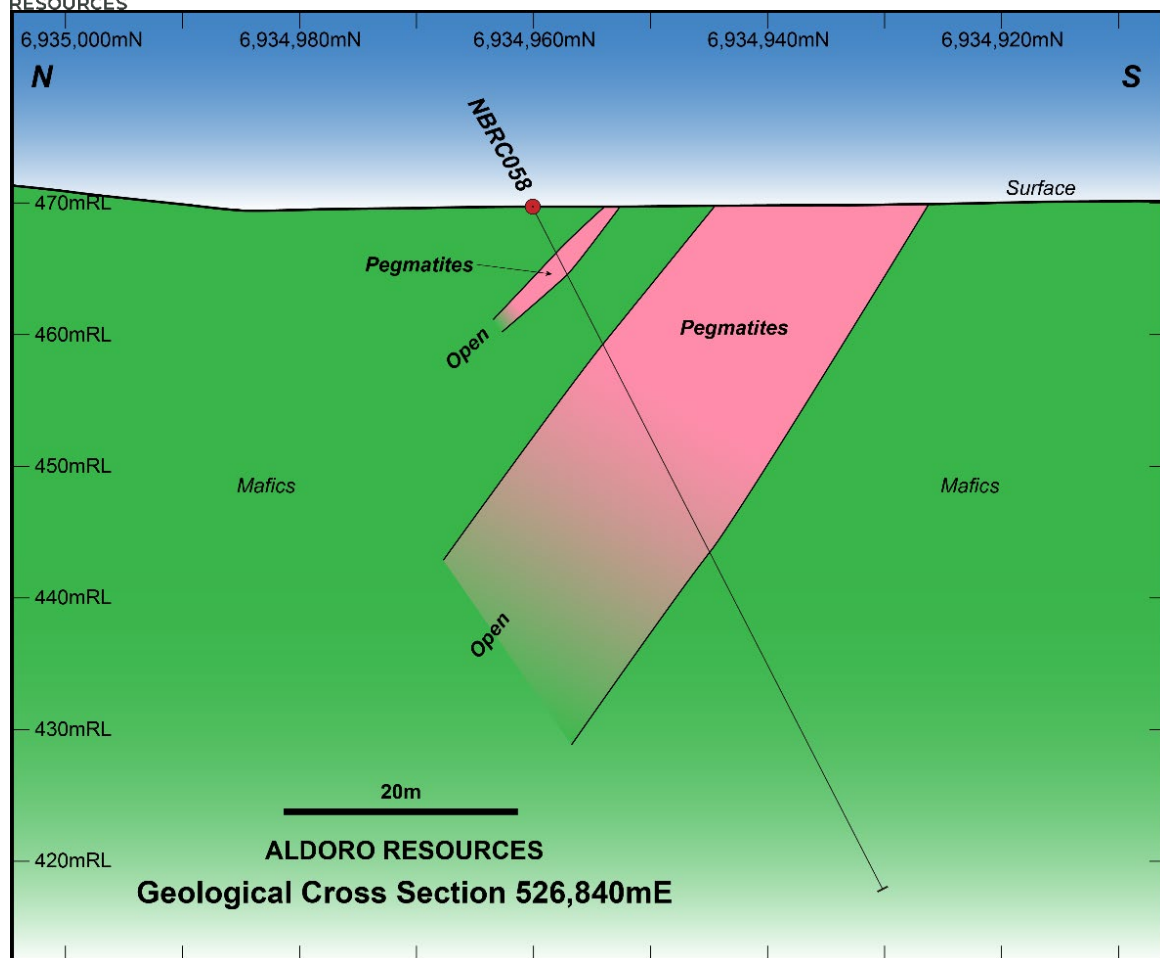 RESOURCES
6,935,000mN 6,934,980mN 6,934,960mN 6,934,940mN 6,934,920mN
N
S
NBRC058
Surface
470mRL
Pegmatites
Pegmatites
460mRL
Open
450mRL
Mafics
Mafics
440mRL
Open
430mRL
20m
ALDORO RESOURCES
420mRL
Geological Cross Section 526,840mE